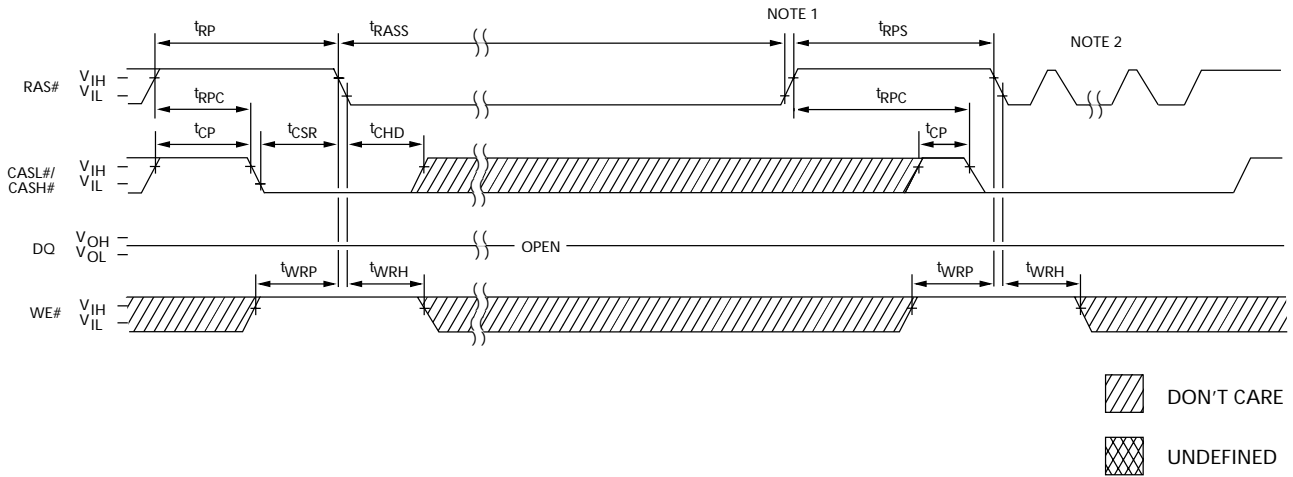 NOTE 1
tRP
tRASS
tRPS
NOTE 2
RAS#
VIH
VIL
tRPC
tRPC
tCP
tCSR
tCHD
tCP
CASL#/
CASH#
VIH
VIL
DQ
VOH
VOL
OPEN
tWRP
tWRH
tWRP
tWRH
WE#
VIH
VIL
DON'T CARE
UNDEFINED